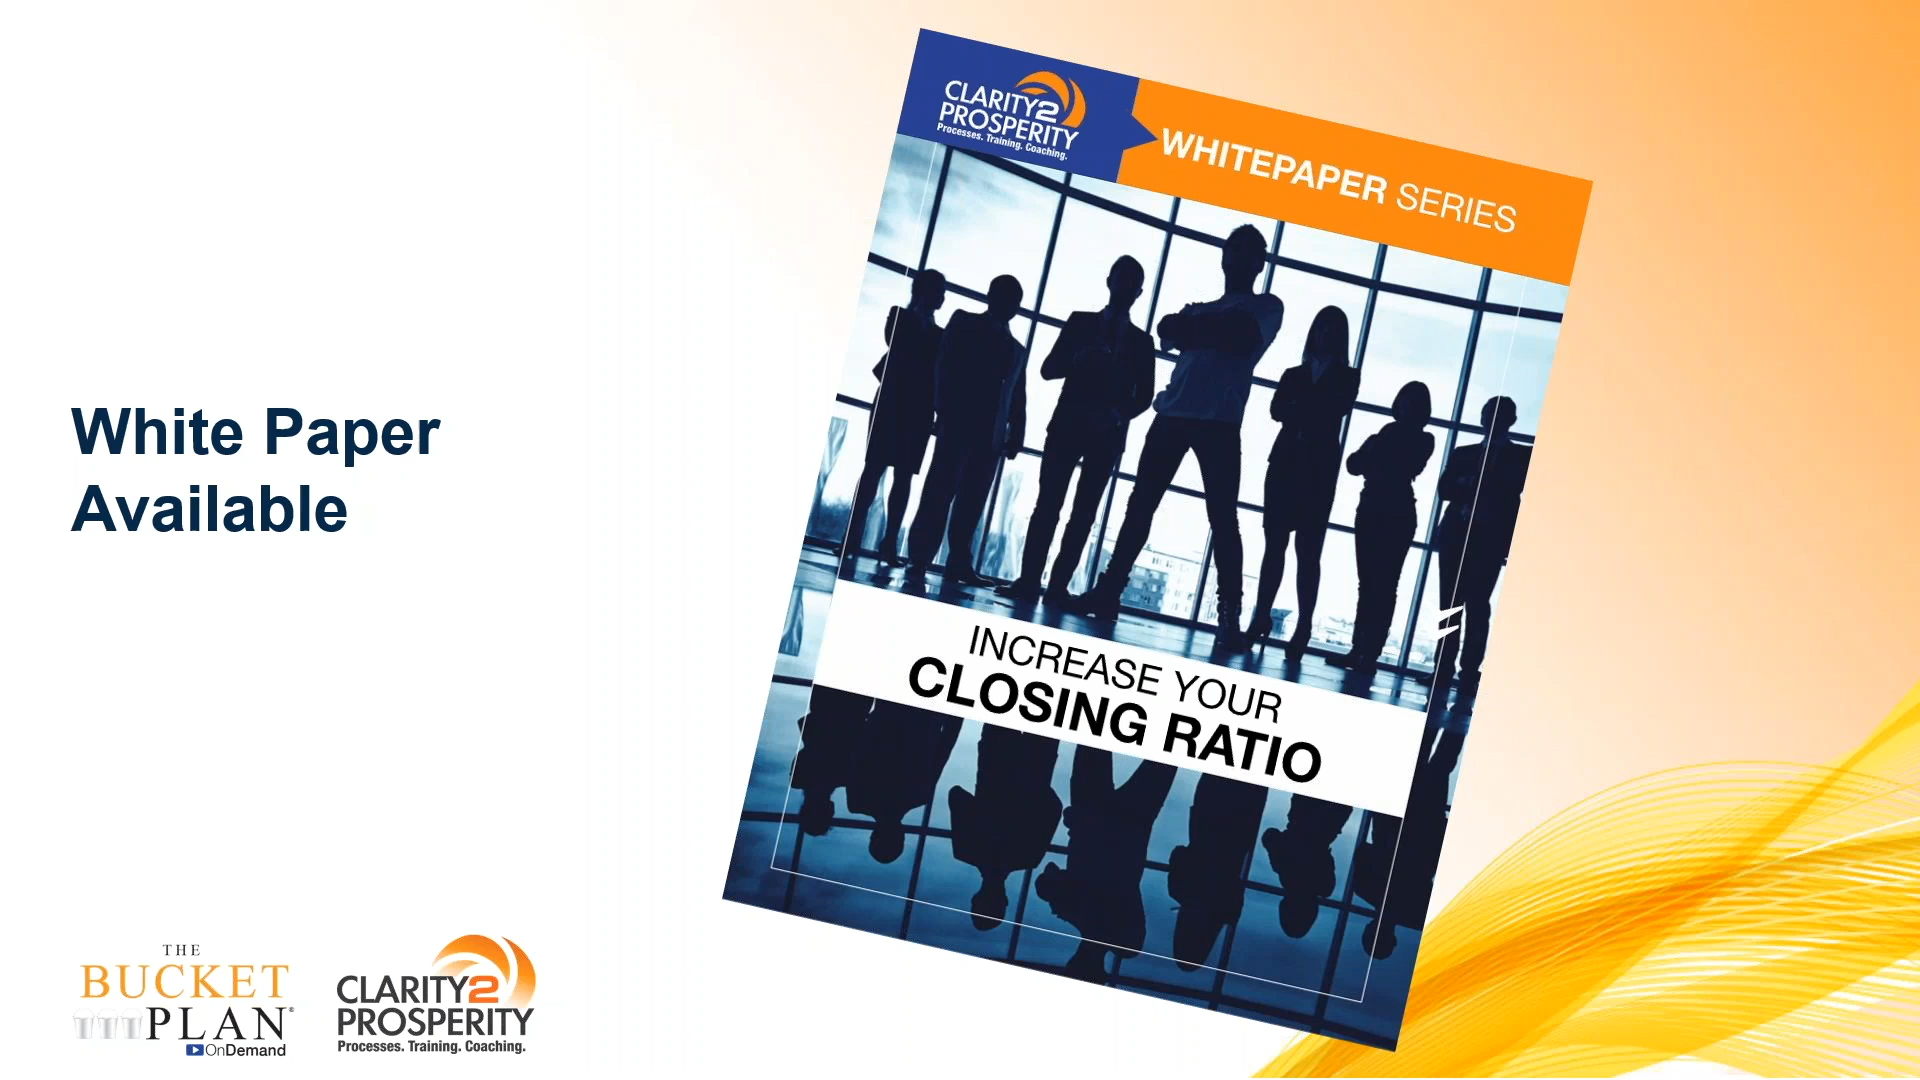 CLARITY2
PROSPERITY
Processes. Training. Coaching.
WHITEPAPER SERIES
White Paper
Available
INCREASE YOUR
CLOSING RATIO
THE
BUCKET
PLAN®
OnDemand
CLARITY2
PROSPERITY
Processes. Training. Coaching.